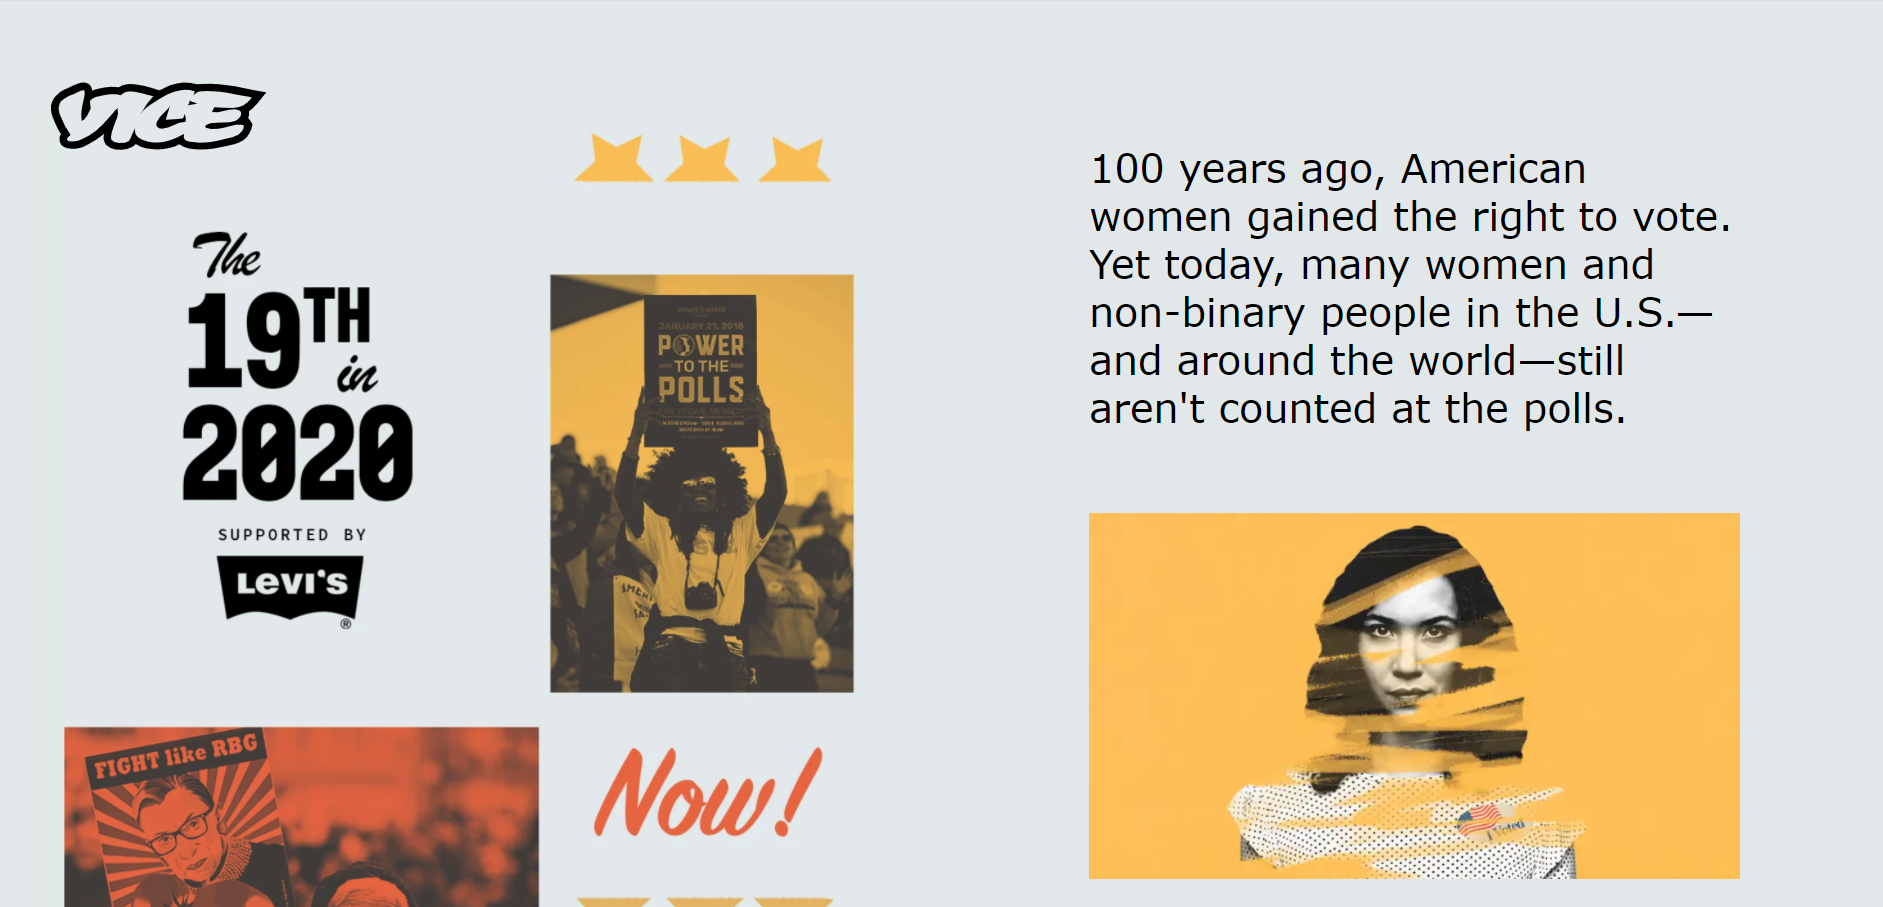 VICE
The
19TH
in
2020
SUPPORTED BY
Levi's
®
JANUARY 21, 2018
POWER
TO THE
POLLS
LAS VEGAS, NEVADA
FIGHT like RBG
Now!
100 years ago, American
women gained the right to vote.
Yet today, many women and
non-binary people in the U.S.—
and around the world—still
aren't counted at the polls.
I Voted